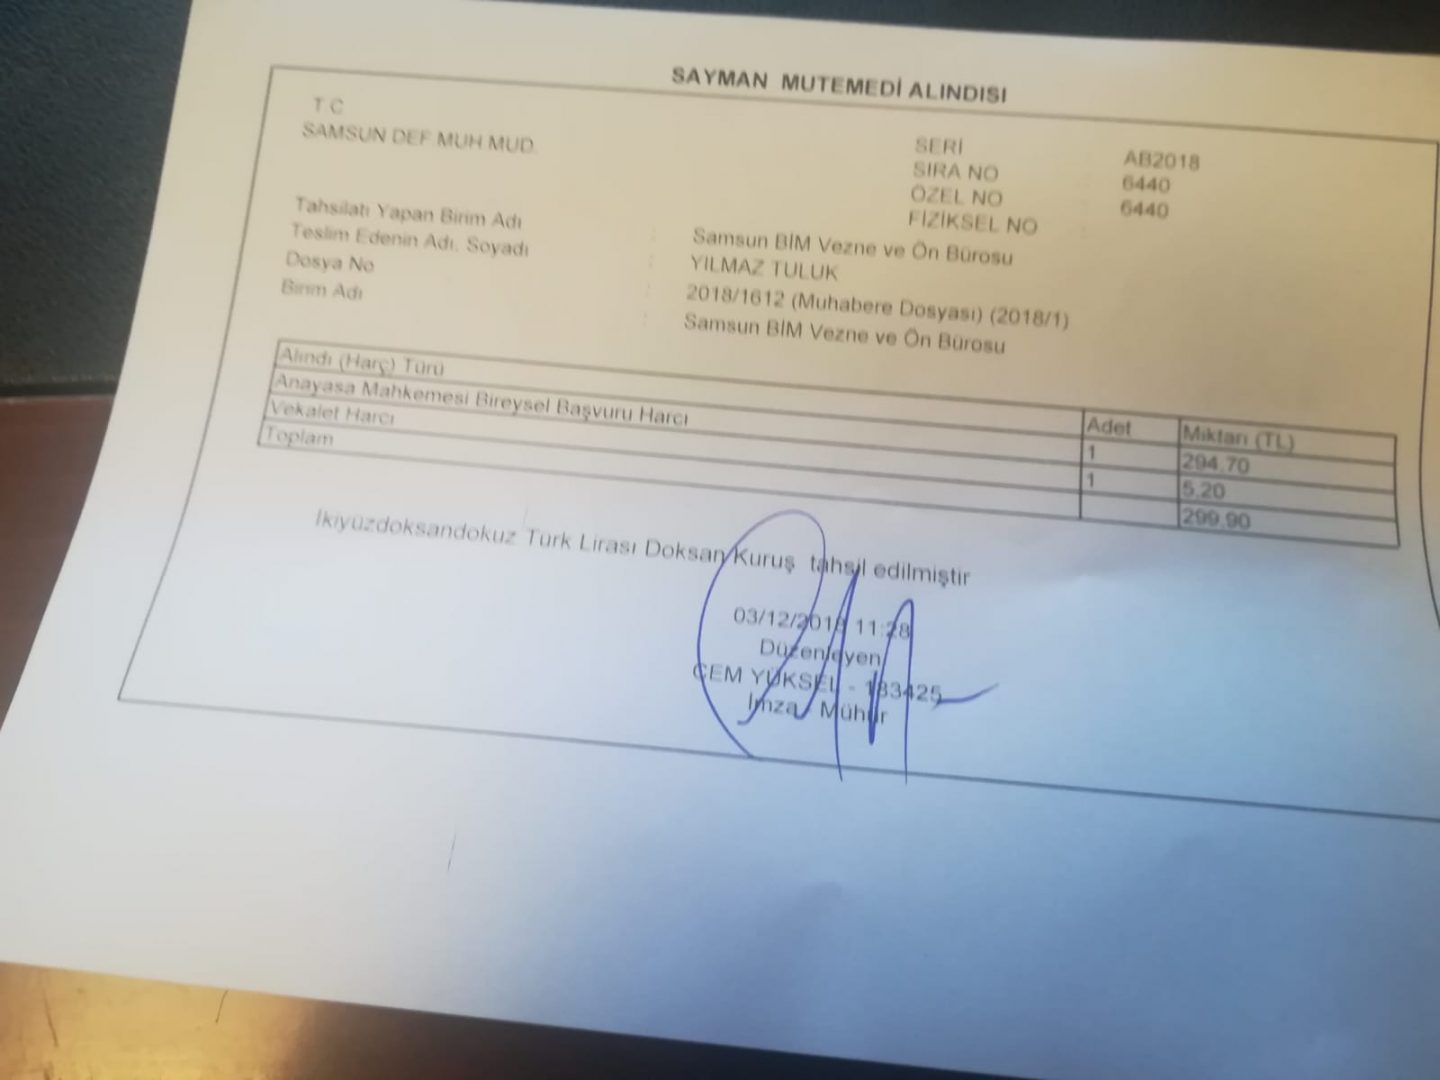 SAYMAN MUTEMEDİ ALINDISI
T C
SAMSUN DEF MUH MUD.
SERİ AB2018
SIRA NO : 6440
ÖZEL NO : 6440
FİZİKSEL NO
Tahsilatı Yapan Birim Adı : Samsun BİM Vezne ve Ön Bürosu
Teslim Edenin Adı, Soyadı : YILMAZ TULUK
Dosya No : 2018/1612 (Muhabere Dosyası) (2018/1)
Birim Adı : Samsun BİM Vezne ve Ön Bürosu
Alındı (Harç) Türü Adet Miktarı (TL)
Anayasa Mahkemesi Bireysel Başvuru Harcı 1 294,70
Vekalet Harcı 1 5,20
Toplam 299,90
İkiyüzdoksandokuz Türk Lirası Doksan Kuruş tahsil edilmiştir
03/12/2018 11:28
Düzenleyen
CEM YÜKSEL - 183425
İmza - Mühür